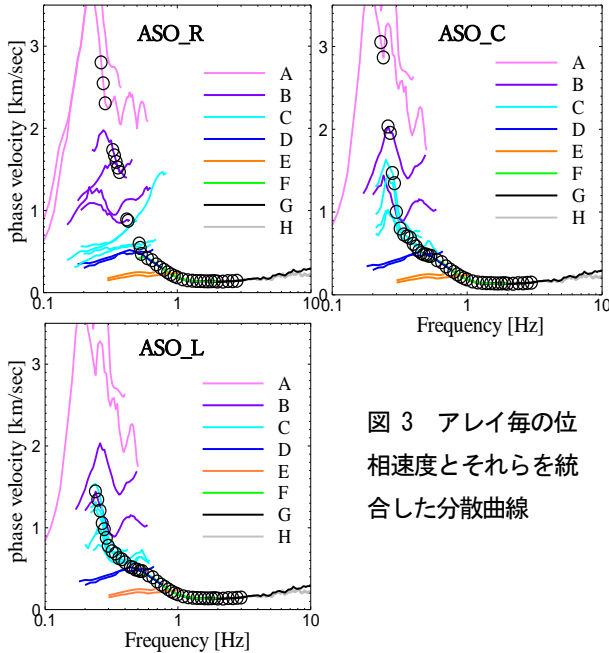 ASO_R
phase velocity [km/sec]
3
2
1
0
0.1
1
100
A
B
C
D
E
F
G
H
ASO_C
3
2
1
0
0.1
1
10
Frequency [Hz]
A
B
C
D
E
F
G
H
ASO_L
phase velocity [km/sec]
3
2
1
0
0.1
1
10
Frequency [Hz]
A
B
C
D
E
F
G
H
図 3 アレイ毎の位
相速度とそれらを統
合した分散曲線